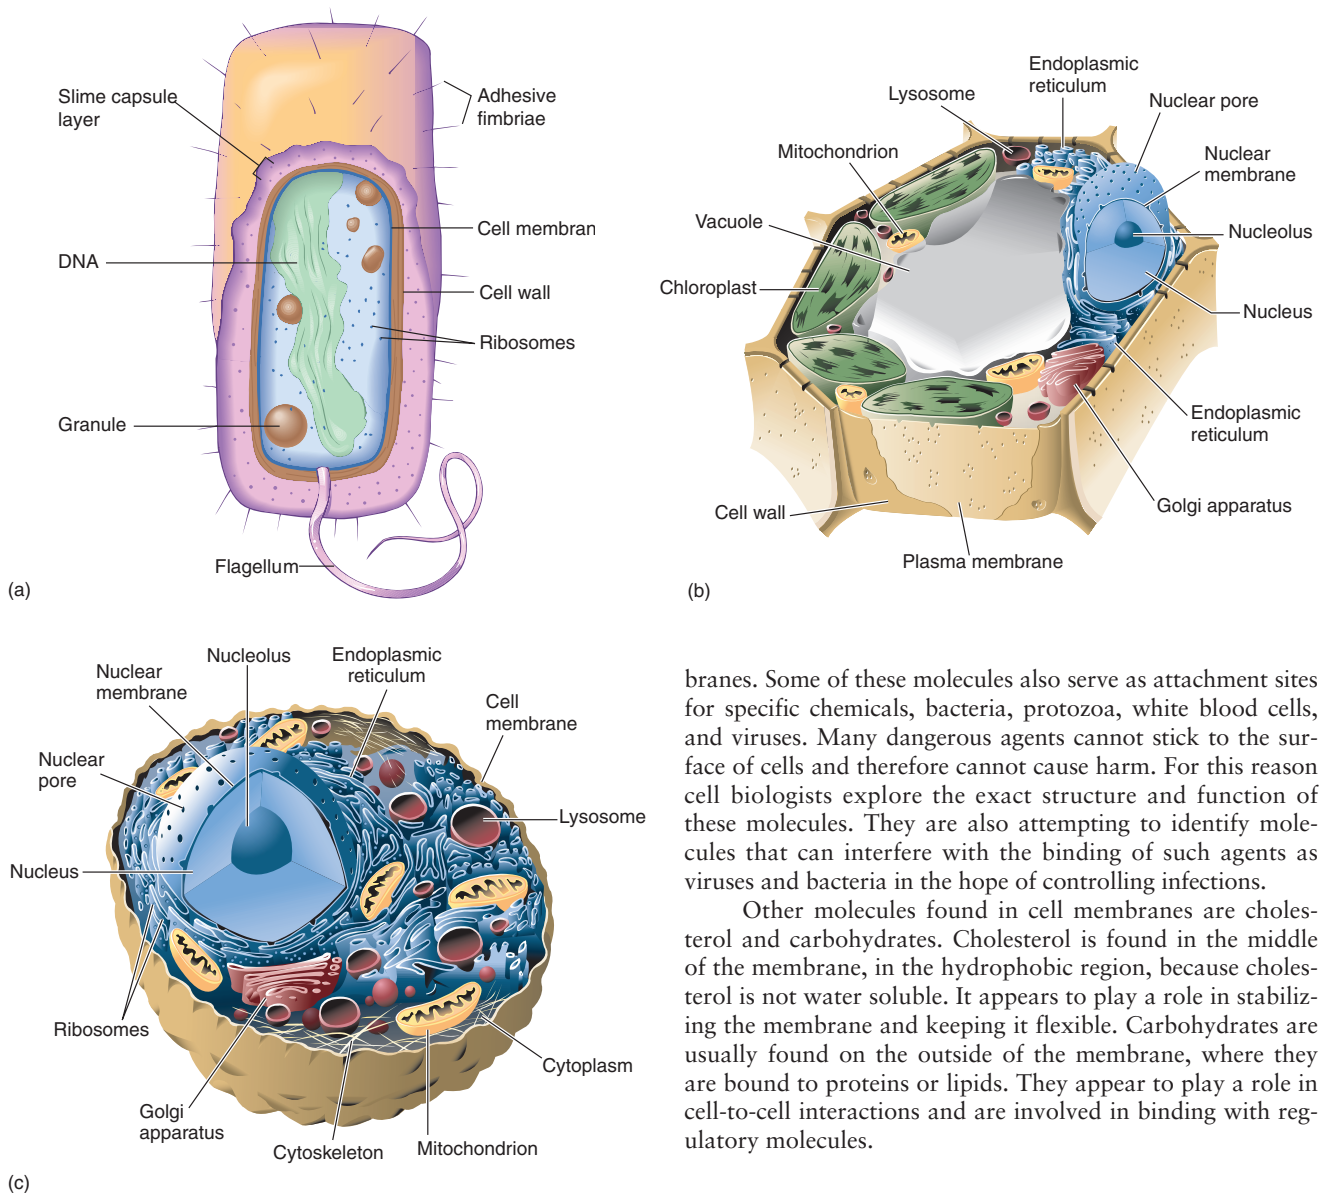 Slime capsule
layer
Adhesive
fimbriae
Cell membran
DNA
Cell wall
Ribosomes
Granule
Flagellum
(a)
Endoplasmic
reticulum
Lysosome
Nuclear pore
Mitochondrion
Nuclear
membrane
Vacuole
Nucleolus
Chloroplast
Nucleus
Endoplasmic
reticulum
Golgi apparatus
Cell wall
Plasma membrane
(b)
Nucleolus
Endoplasmic
reticulum
Nuclear
membrane
Cell
membrane
Nuclear
pore
Lysosome
Nucleus
Ribosomes
Cytoplasm
Golgi
apparatus
Cytoskeleton
Mitochondrion
(c)
branes. Some of these molecules also serve as attachment sites
for specific chemicals, bacteria, protozoa, white blood cells,
and viruses. Many dangerous agents cannot stick to the sur-
face of cells and therefore cannot cause harm. For this reason
cell biologists explore the exact structure and function of
these molecules. They are also attempting to identify mole-
cules that can interfere with the binding of such agents as
viruses and bacteria in the hope of controlling infections.
Other molecules found in cell membranes are choles-
terol and carbohydrates. Cholesterol is found in the middle
of the membrane, in the hydrophobic region, because choles-
terol is not water soluble. It appears to play a role in stabiliz-
ing the membrane and keeping it flexible. Carbohydrates are
usually found on the outside of the membrane, where they
are bound to proteins or lipids. They appear to play a role in
cell-to-cell interactions and are involved in binding with reg-
ulatory molecules.